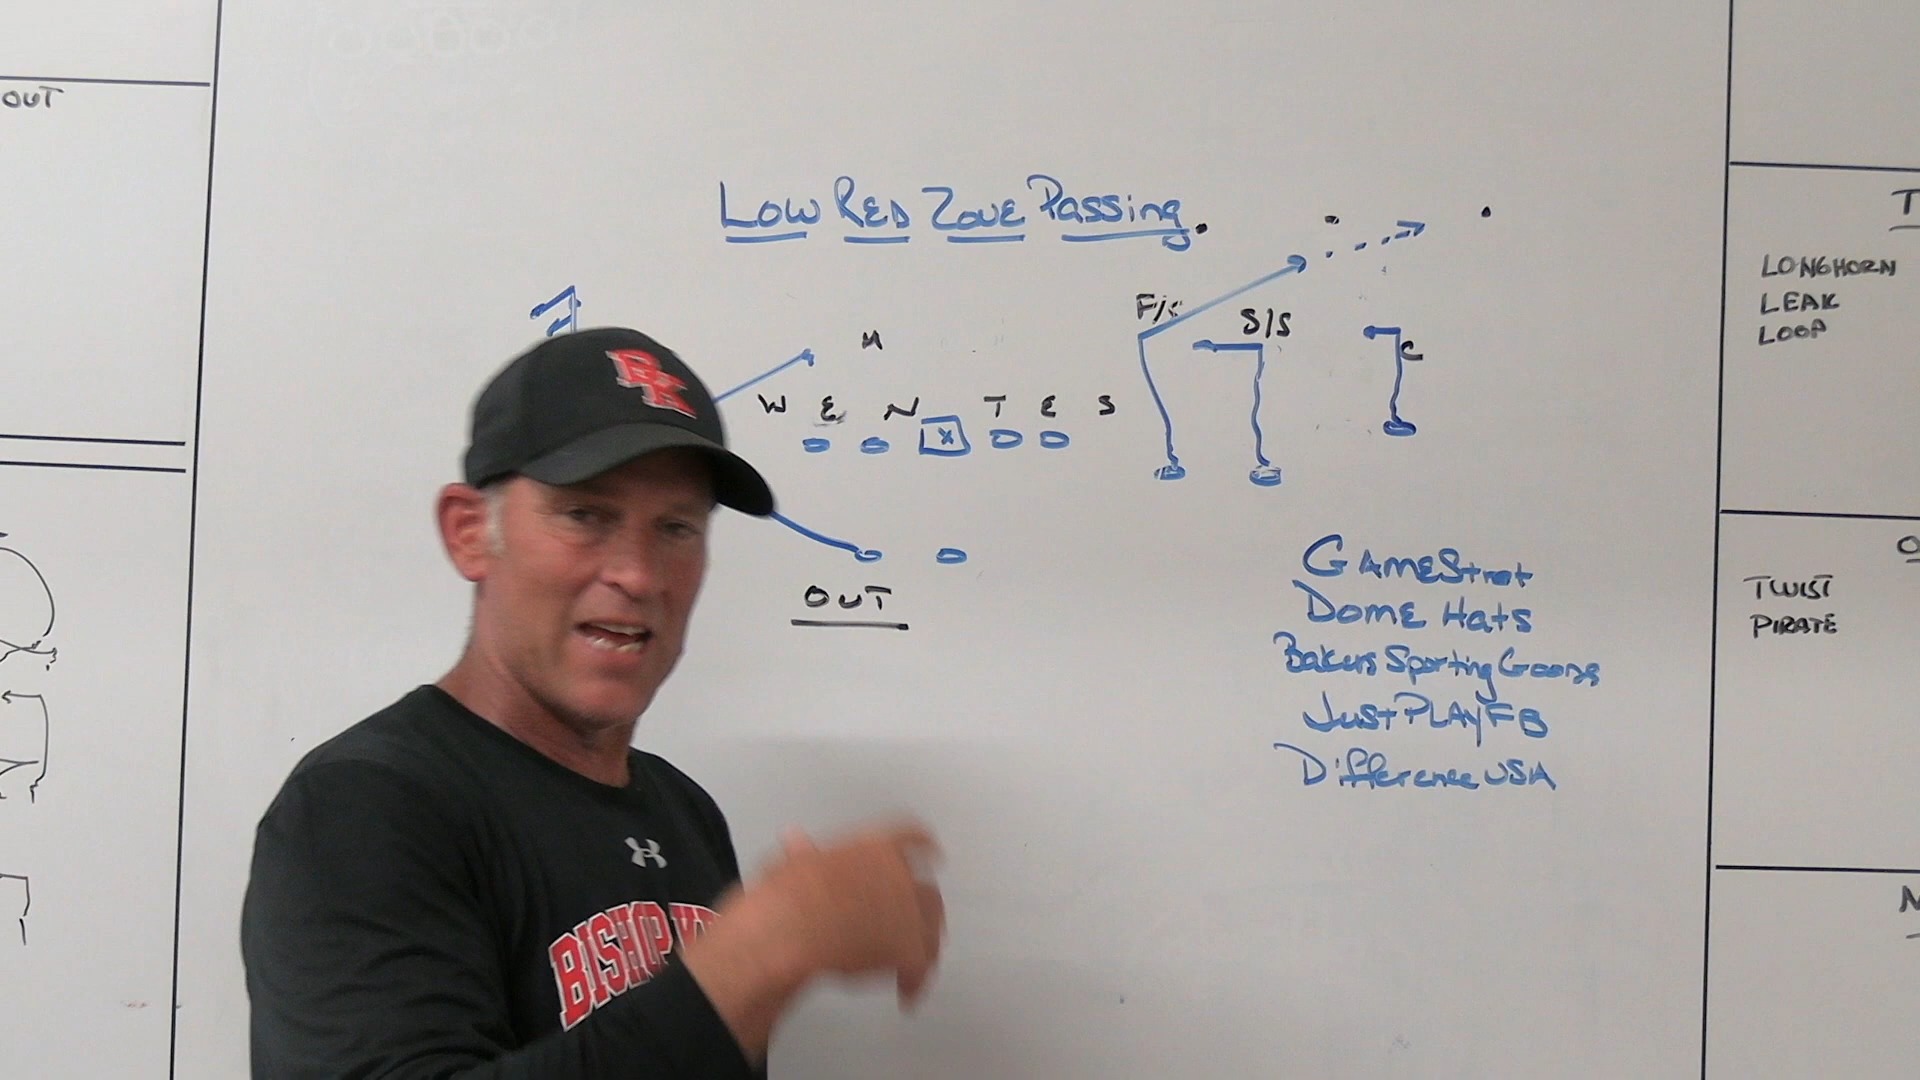 OUT
LOW RED ZONE PASSING.
T
LONGHORN
LEAK
LOOP
F/S
S/S
M
C
W E N T E S
X
BK
OUT
GAMEStrat
DOME Hats
Bakers Sporting Goods
JustPLAYFB
DifferenceUSA
O
TWIST
PIRATE
BISHOP